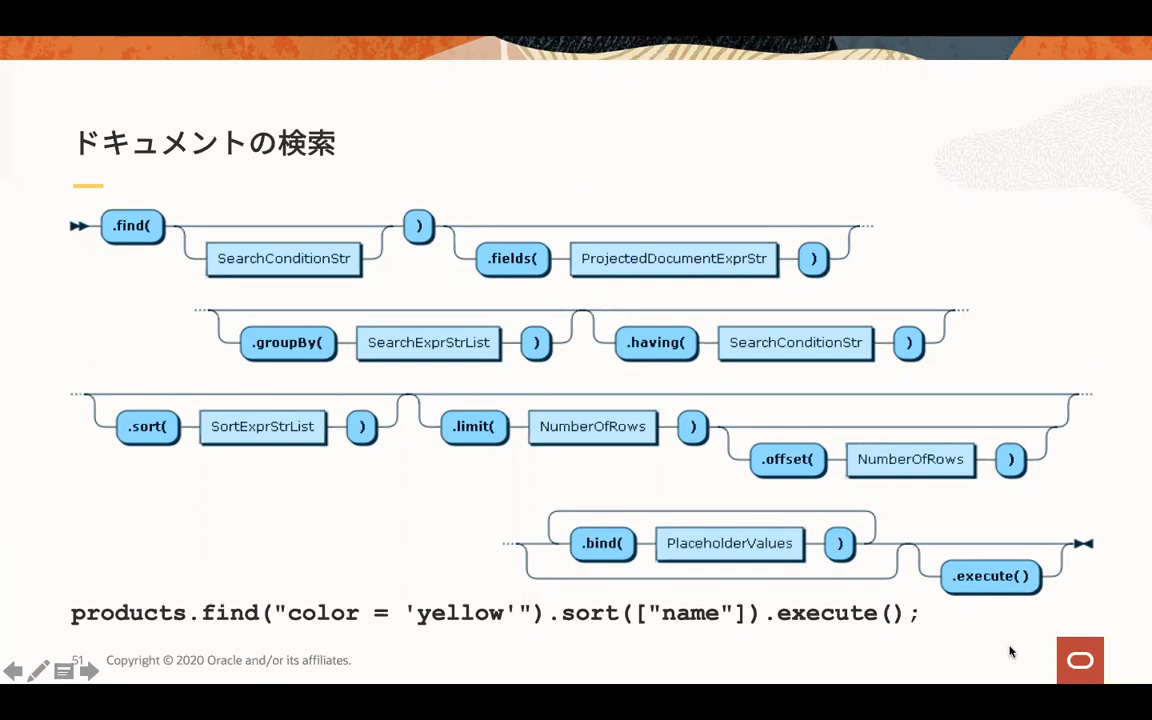 ドキュメントの検索
.find( )
SearchConditionStr .fields( ProjectedDocumentExprStr )
.groupBy( SearchExprStrList ) .having( SearchConditionStr )
.sort( SortExprStrList ) .limit( NumberOfRows )
.offset( NumberOfRows )
.bind( PlaceholderValues )
.execute()
products.find("color = 'yellow'").sort(["name"]).execute();
51 Copyright © 2020 Oracle and/or its affiliates.